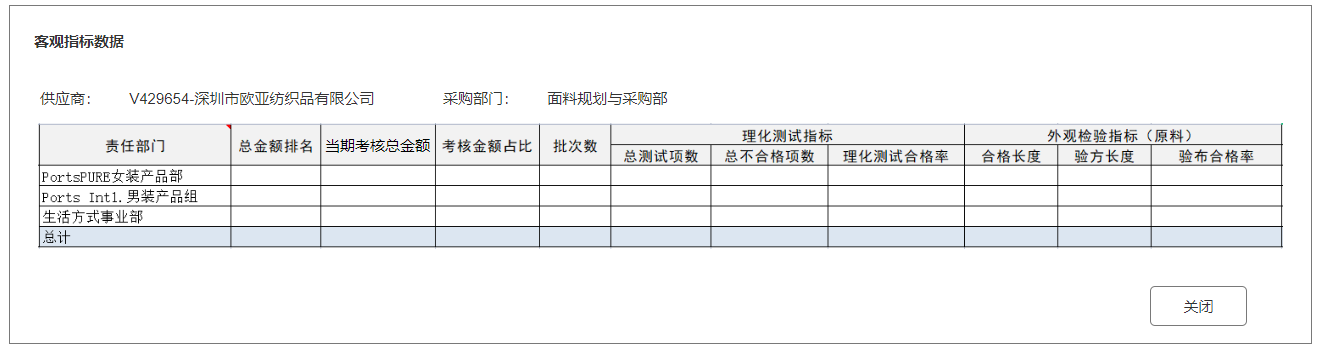 客观指标数据
供应商： V429654-深圳市欧亚纺织品有限公司 采购部门： 面料规划与采购部
责任部门 总金额排名 当期考核总金额 考核金额占比 批次数 理化测试指标 外观检验指标（原料）
总测试项数 总不合格项数 理化测试合格率 合格长度 验方长度 验布合格率
PortsPURE女装产品部
Ports Intl.男装产品组
生活方式事业部
总计
关闭